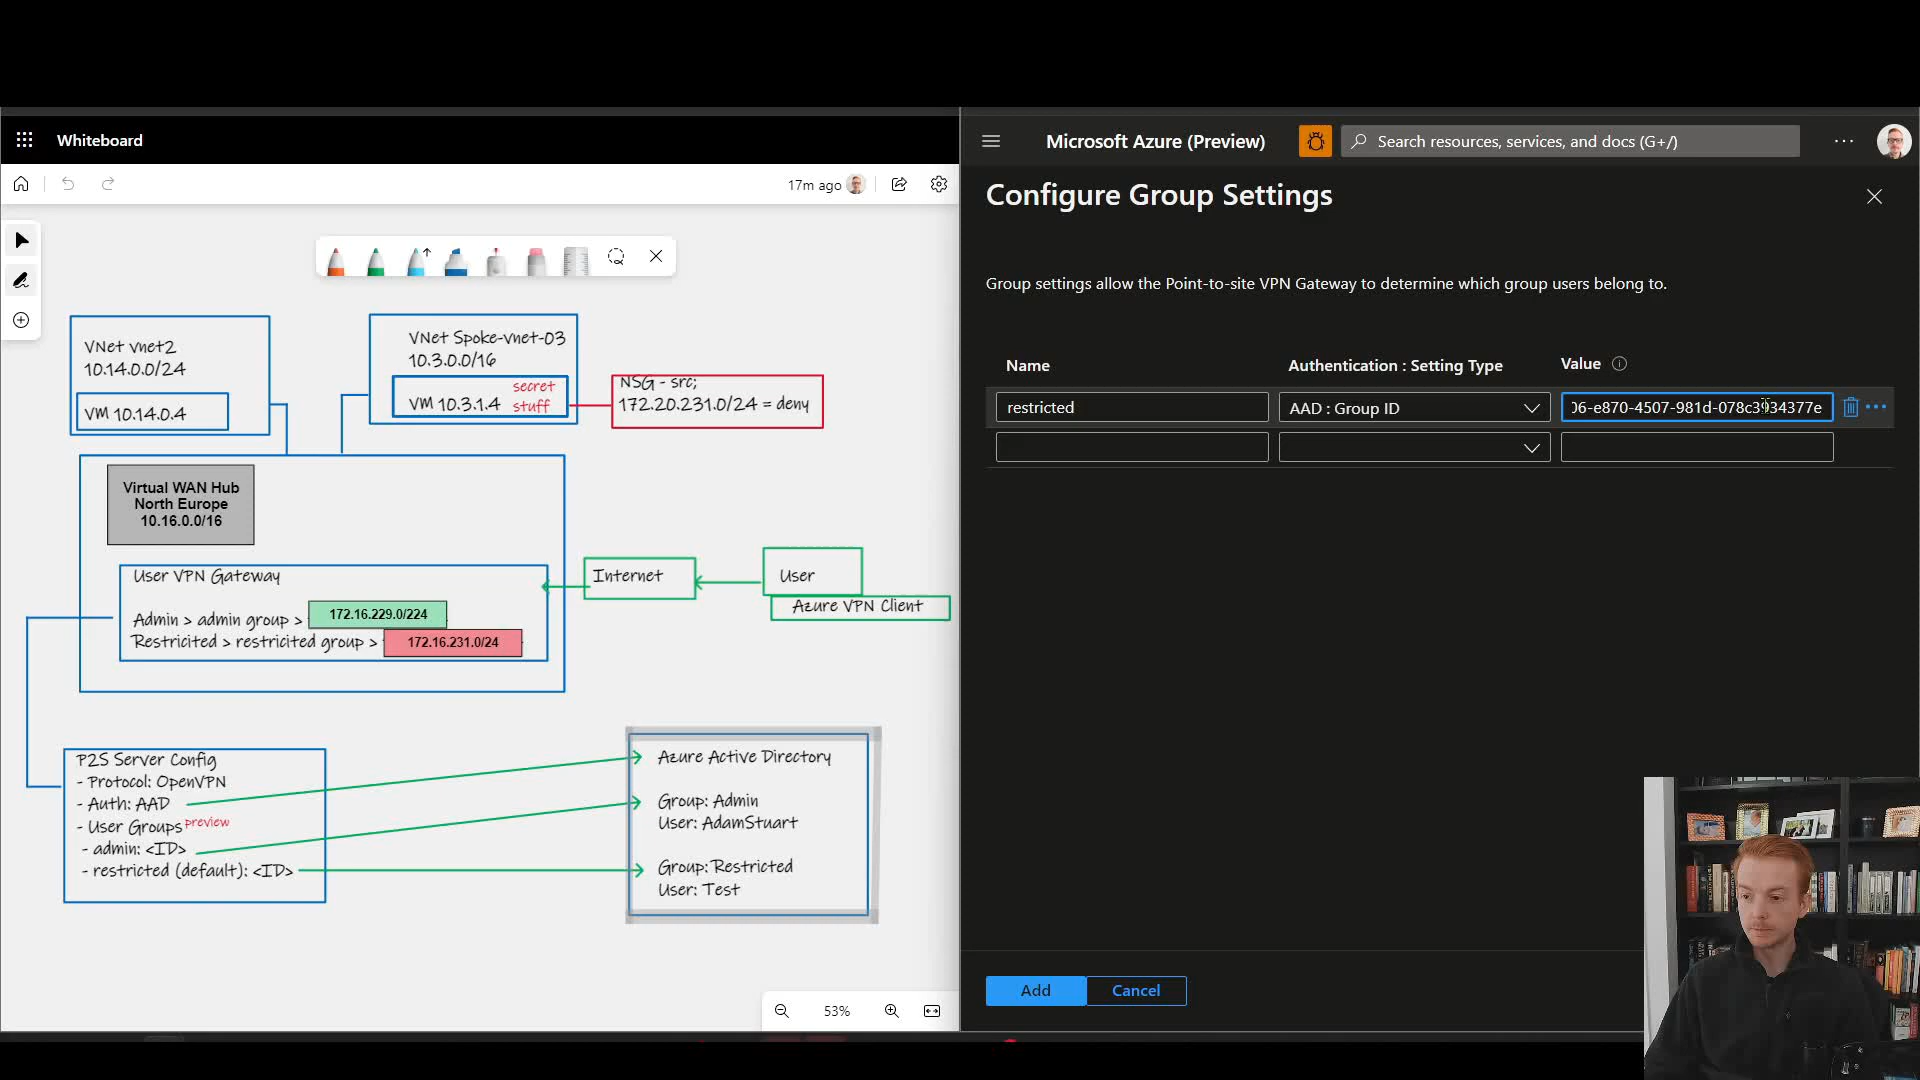 Whiteboard
17m ago
VNet vnet2
10.14.0.0/24
VM 10.14.0.4
VNet Spoke-vnet-03
10.3.0.0/16
VM 10.3.1.4
secret
stuff
NSG - src;
172.20.231.0/24 = deny
Virtual WAN Hub
North Europe
10.16.0.0/16
User VPN Gateway
Admin > admin group >
172.16.229.0/224
Restricited > restricited group >
172.16.231.0/24
Internet
User
Azure VPN Client
P2S Server Config
- Protocol: OpenVPN
- Auth: AAD
- User Groups preview
- admin: <ID>
- restricted (default): <ID>
Azure Active Directory
Group: Admin
User: AdamStuart
Group: Restricted
User: Test
53%
Microsoft Azure (Preview)
Search resources, services, and docs (G+/)
Configure Group Settings
Group settings allow the Point-to-site VPN Gateway to determine which group users belong to.
Name
Authentication : Setting Type
Value
restricted
AAD : Group ID
06-e870-4507-981d-078c3934377e
Add
Cancel